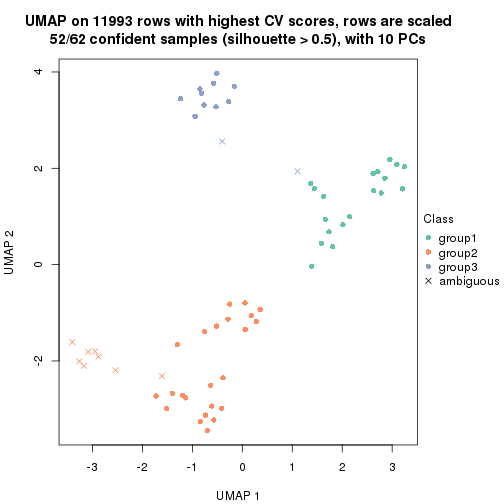 UMAP on 11993 rows with highest CV scores, rows are scaled
52/62 confident samples (silhouette > 0.5), with 10 PCs
4
2
0
-2
UMAP 2
-3
-2
-1
0
1
2
3
UMAP 1
Class
group1
group2
group3
ambiguous